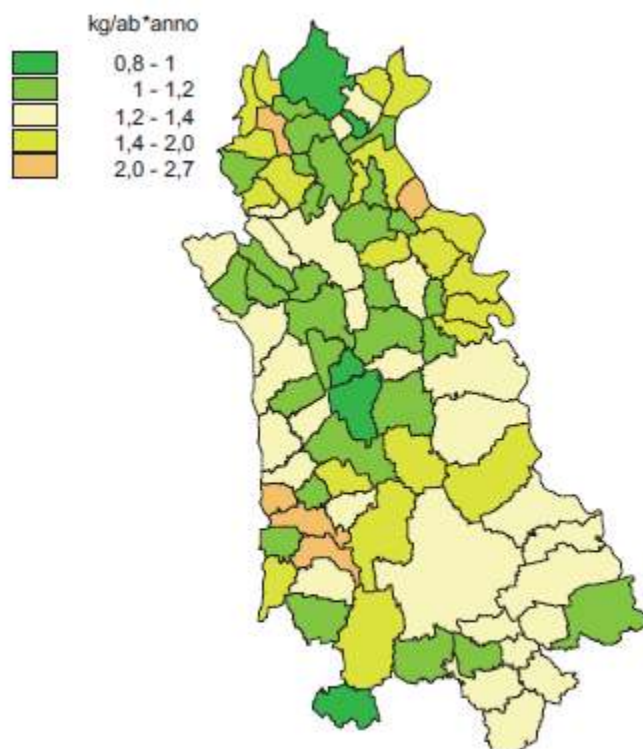 kg/ab*anno
0,8 - 1
1 - 1,2
1,2 - 1,4
1,4 - 2,0
2,0 - 2,7